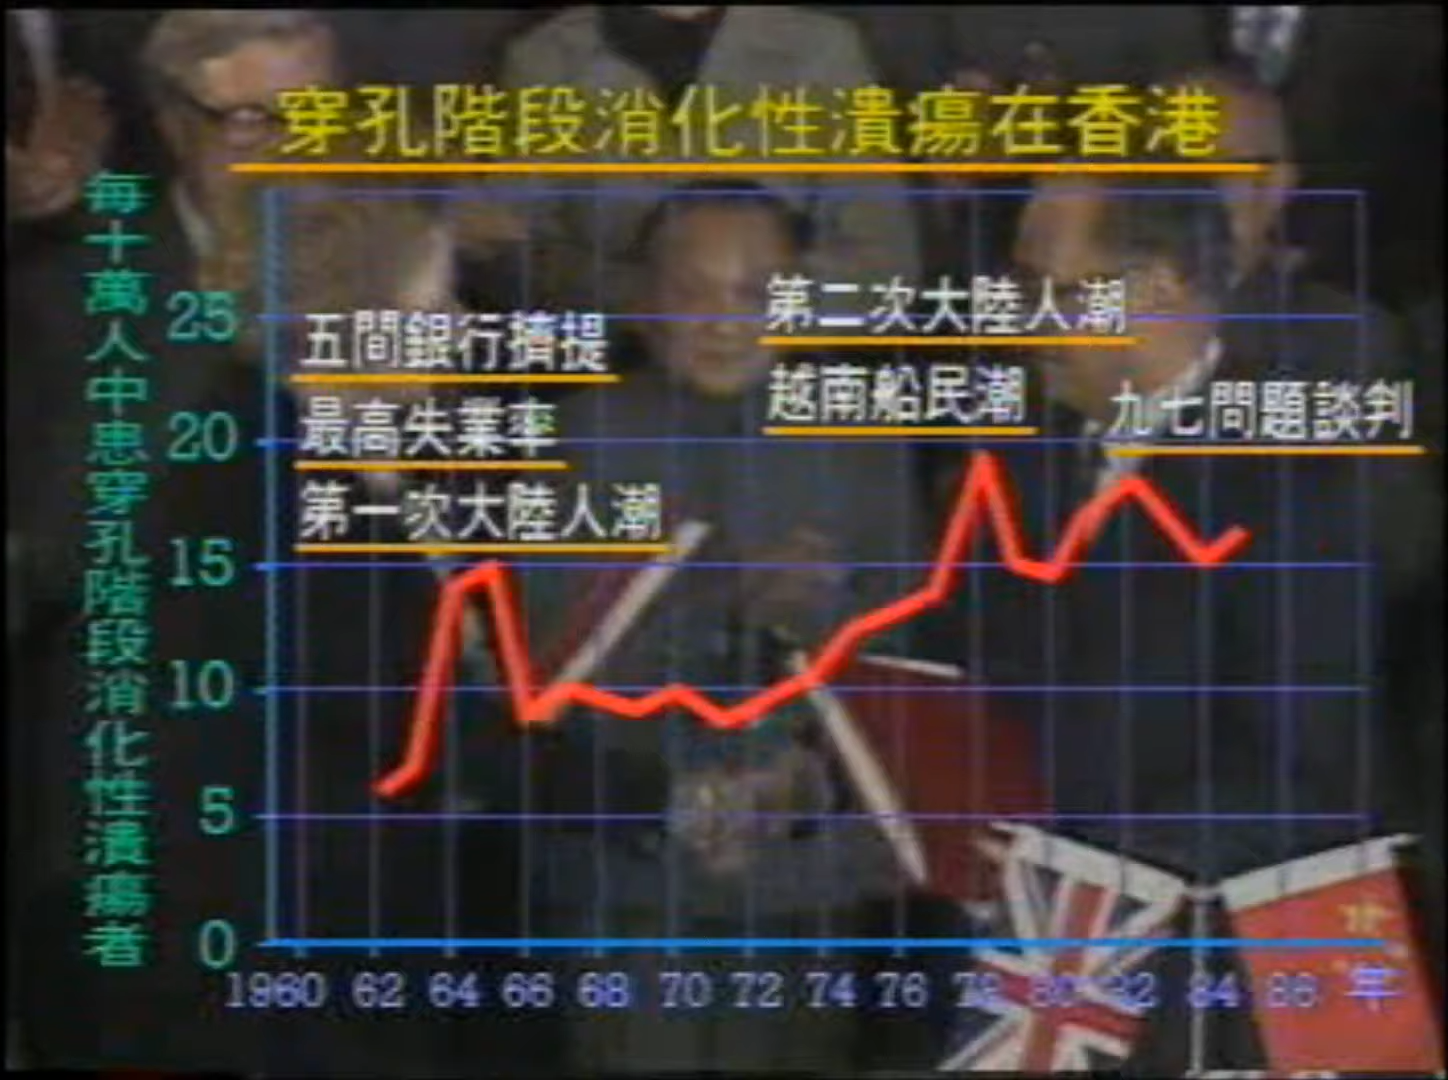 穿孔階段消化性潰瘍在香港
每十萬人中患穿孔階段消化性潰瘍者
25
20
15
10
5
0
五間銀行擠提
最高失業率
第一次大陸人潮
第二次大陸人潮
越南船民潮
九七問題談判
1960 62 64 66 68 70 72 74 76 78 80 82 84 86 年